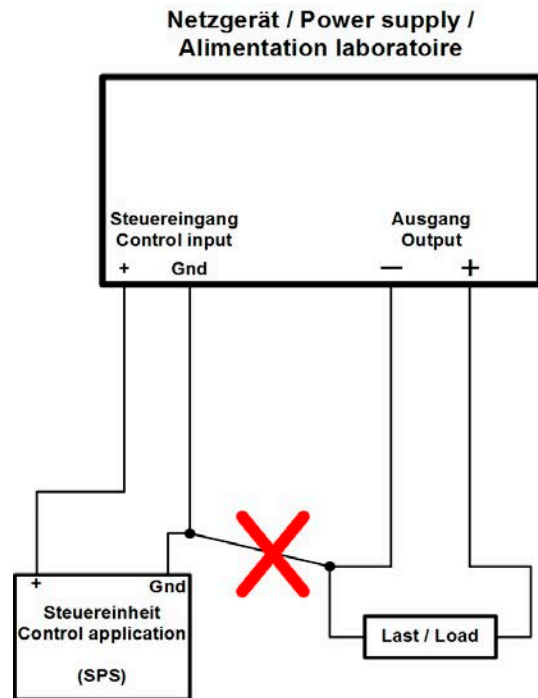 Netzgerät / Power supply /
Alimentation laboratoire
Steuereingang
Control input
+ Gnd
Ausgang
Output
— +
+ Gnd
Steuereinheit
Control application
(SPS)
Last / Load